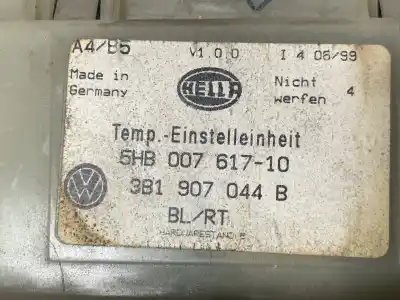 A4/B5 V1 0 0 I 4 08/99
Made in Germany
HELLA
Nicht werfen 4
Temp.-Einstelleinheit
5HB 007 617-10
3B1 907 044 B
BL/RT